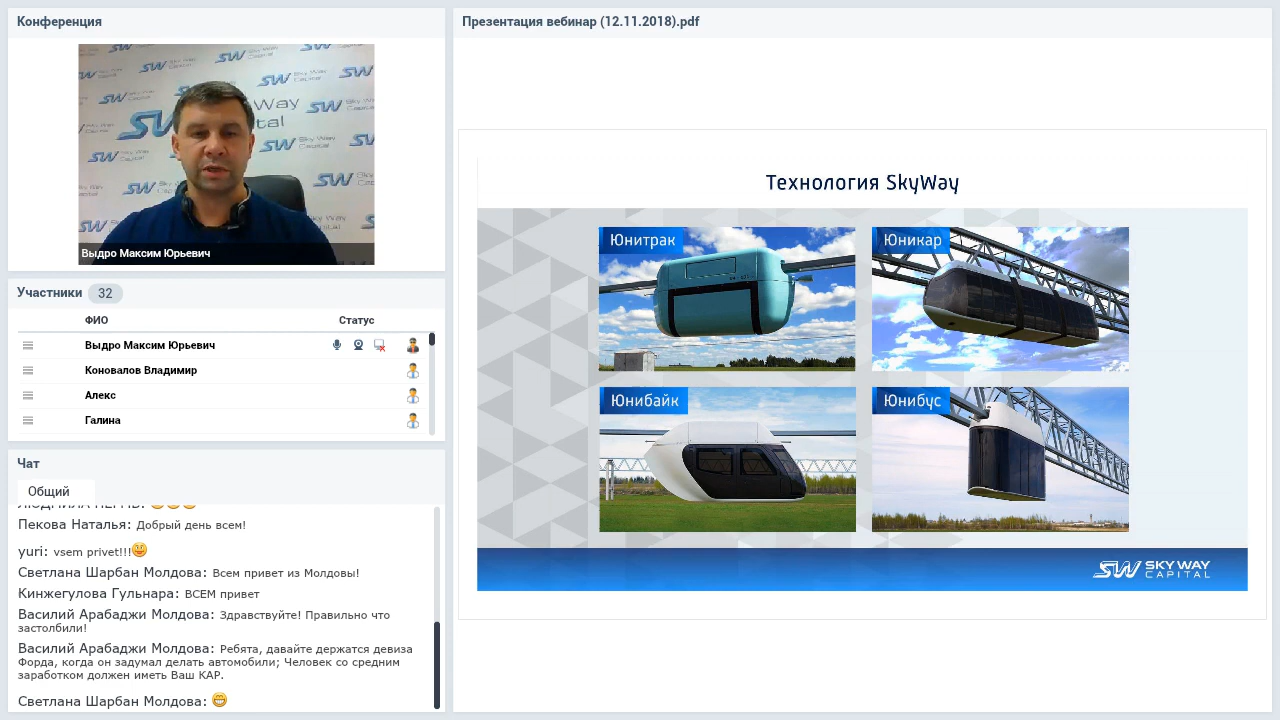 Конференция
Выдро Максим Юрьевич
Участники 32
ФИО Статус
Выдро Максим Юрьевич
Коновалов Владимир
Алекс
Галина
Чат
Общий
Пекова Наталья: Добрый день всем!
yuri: vsem privet!!!
Светлана Шарбан Молдова: Всем привет из Молдовы!
Кинжегулова Гульнара: ВСЕМ привет
Василий Арабаджи Молдова: Здравствуйте! Правильно что
застолбили!
Василий Арабаджи Молдова: Ребята, давайте держатся девиза
Форда, когда он задумал делать автомобили; Человек со средним
заработком должен иметь Ваш КАР.
Светлана Шарбан Молдова:
Презентация вебинар (12.11.2018).pdf
Технология SkyWay
Юнитрак
Юникар
Юнибайк
Юнибус
SW SKY WAY
CAPITAL